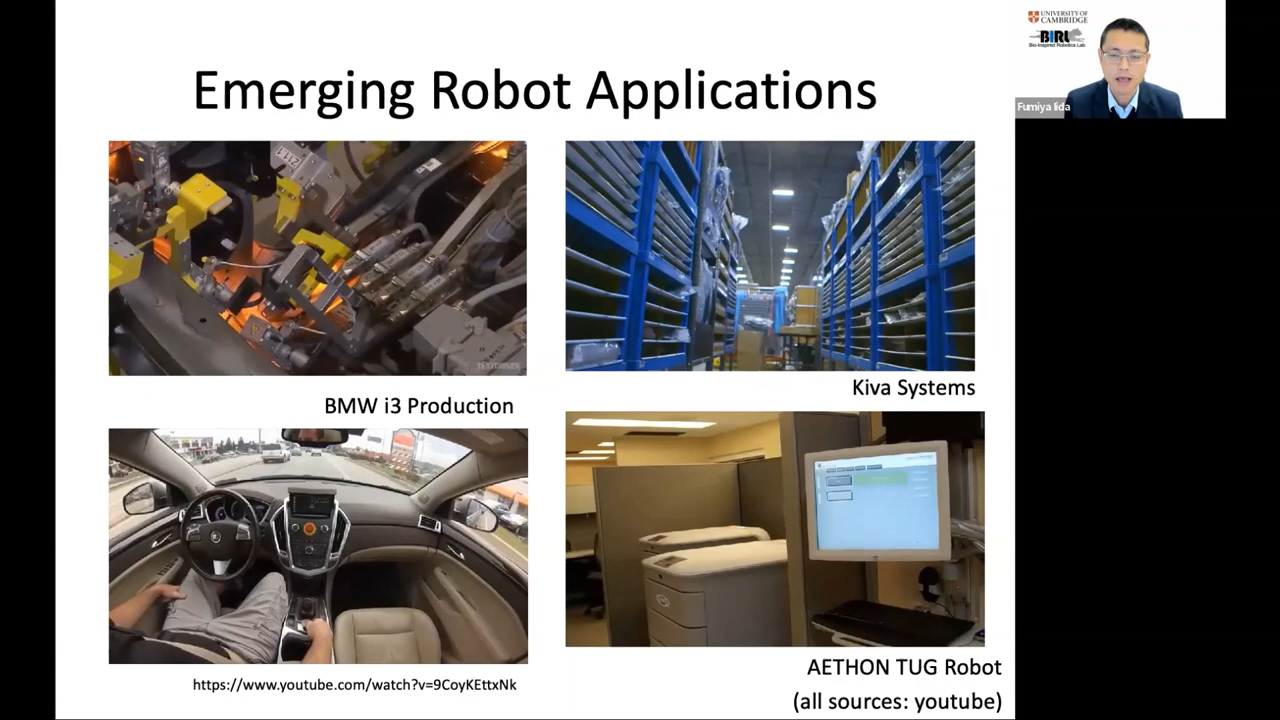 Emerging Robot Applications
UNIVERSITY OF
CAMBRIDGE
BIRL
Bio-Inspired Robotics Lab
Fumiya Iida
BMW i3 Production
Kiva Systems
https://www.youtube.com/watch?v=9CoyKEttxNk
AETHON TUG Robot
(all sources: youtube)